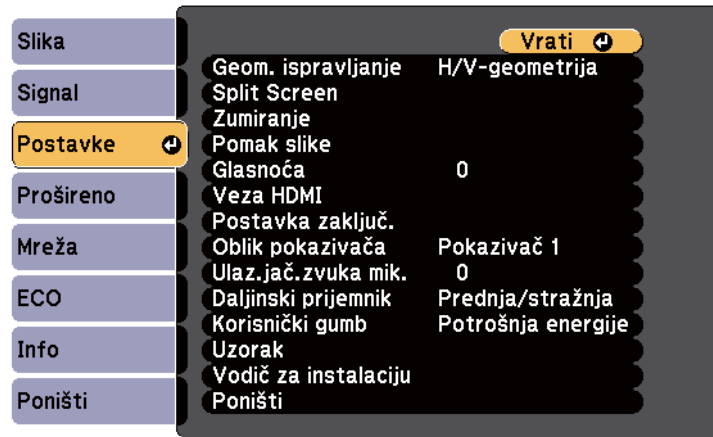 Slika
Signal
Postavke
Prošireno
Mreža
ECO
Info
Poništi
Vrati
Geom. ispravljanje H/V-geometrija
Split Screen
Zumiranje
Pomak slike
Glasnoća 0
Veza HDMI
Postavka zaključ.
Oblik pokazivača Pokazivač 1
Ulaz.jač.zvuka mik. 0
Daljinski prijemnik Prednja/stražnja
Korisnički gumb Potrošnja energije
Uzorak
Vodič za instalaciju
Poništi